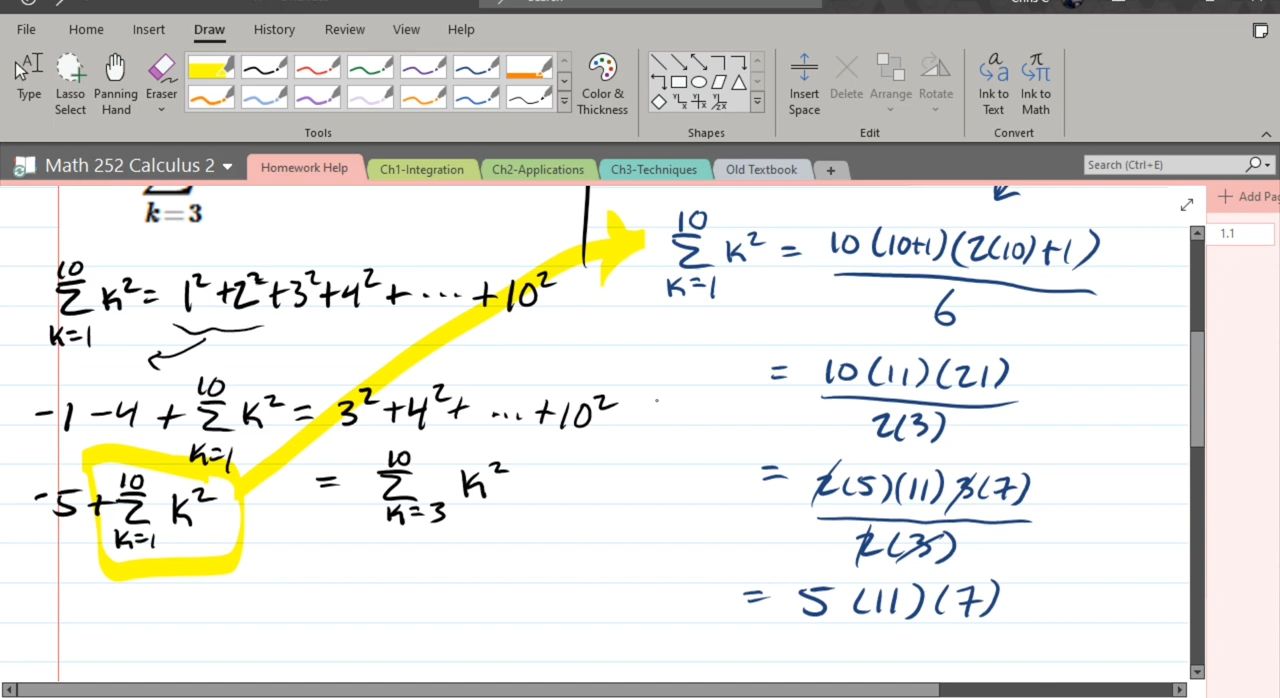 File Home Insert Draw History Review View Help
Type
Lasso Select
Panning Hand
Eraser
Color & Thickness
Insert Space
Delete
Arrange
Rotate
Ink to Text
Ink to Math
Tools
Shapes
Edit
Convert
Math 252 Calculus 2
Homework Help
Ch1-Integration
Ch2-Applications
Ch3-Techniques
Old Textbook
Search (Ctrl+E)
1.1
k = 3
10
∑ k² = 1² + 2² + 3² + 4² + ... + 10²
k=1
10
-1 - 4 + ∑ k² = 3² + 4² + ... + 10²
k=1
10
-5 + ∑ k²
k=1
10
= ∑ k²
k=3
10
∑ k² = 10(10+1)(2(10)+1)
k=1
6
= 10(11)(21)
2(3)
= 2(5)(11)3(7)
2(3)
= 5(11)(7)